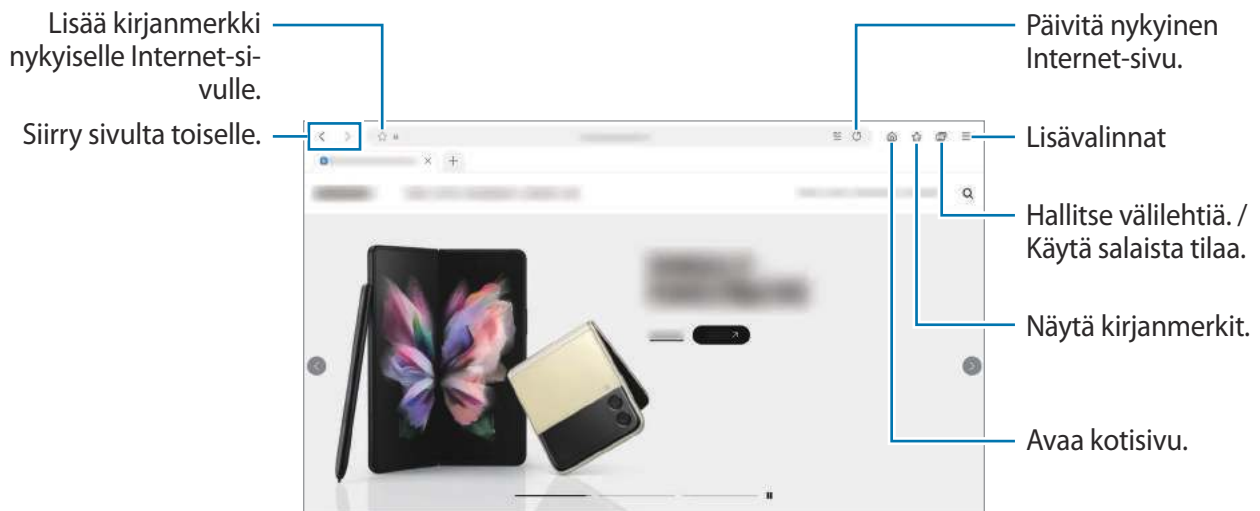 Lisää kirjanmerkki
nykyiselle Internet-si-
vulle.
Siirry sivulta toiselle.
Päivitä nykyinen
Internet-sivu.
Lisävalinnat
Hallitse välilehtiä. /
Käytä salaista tilaa.
Näytä kirjanmerkit.
Avaa kotisivu.